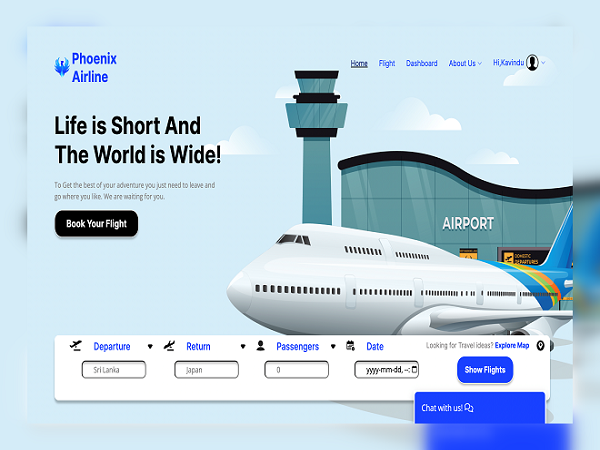 Phoenix
Airline
Home Flight Dashboard About Us Hi,Kavindu
Life is Short And
The World is Wide!
To Get the best of your adventure you just need to leave and
go where you like. We are waiting for you.
Book Your Flight
AIRPORT
DOMESTIC
DEPARTURES
Departure Return Passengers Date Looking for Travel ideas? Explore Map
Sri Lanka Japan 0 yyyy-mm-dd, --: Show Flights
Chat with us!